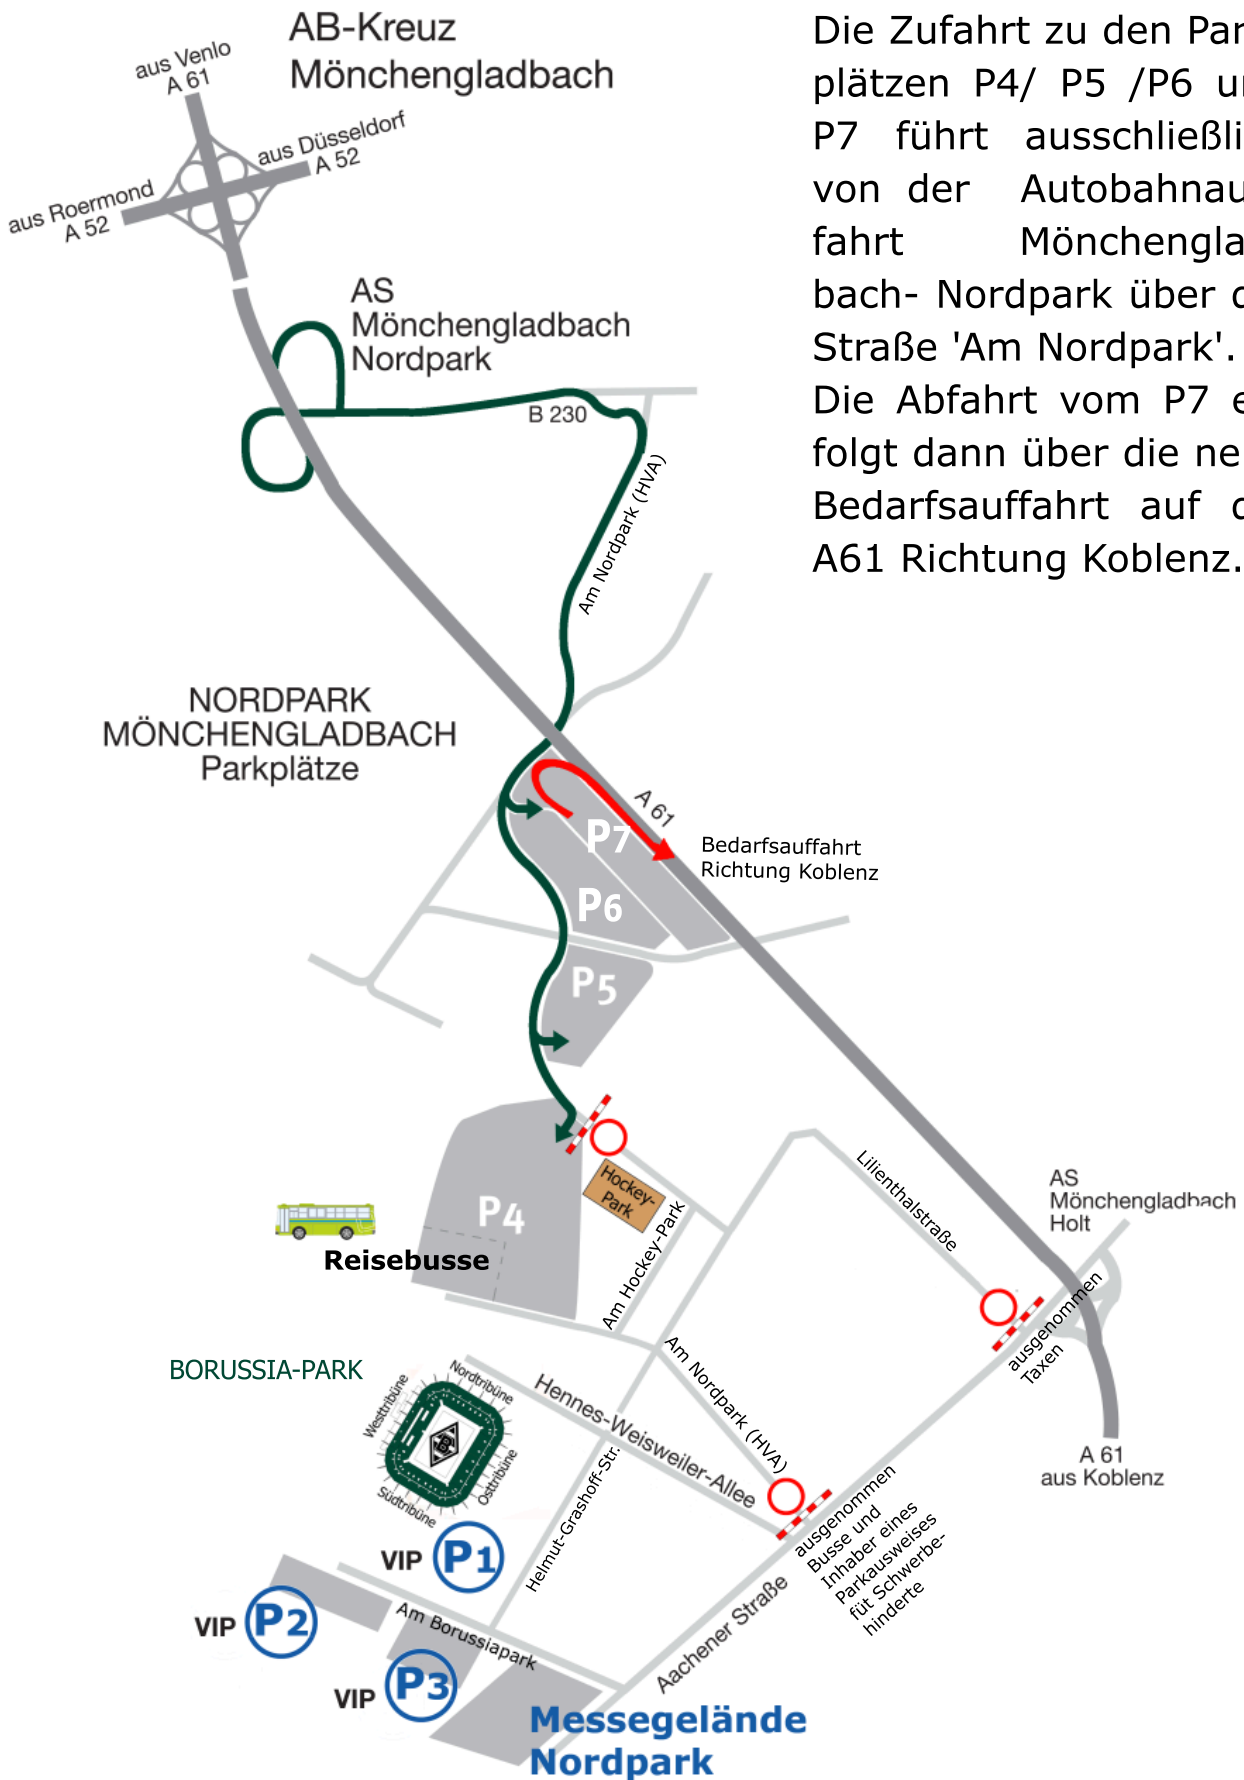 AB-Kreuz
Mönchengladbach
aus Venlo
A 61
aus Düsseldorf
A 52
aus Roermond
A 52
Die Zufahrt zu den Par
plätzen P4/ P5 /P6 u
P7 führt ausschließli
von der Autobahnau
fahrt Mönchengla
bach- Nordpark über d
Straße 'Am Nordpark'.
Die Abfahrt vom P7 e
folgt dann über die ne
Bedarfsauffahrt auf d
A61 Richtung Koblenz.
AS
Mönchengladbach
Nordpark
B 230
Am Nordpark (HVA)
NORDPARK
MÖNCHENGLADBACH
Parkplätze
A 61
Bedarfsauffahrt
Richtung Koblenz
P7
P6
P5
P4
Hockey-
Park
Reisebusse
Am Hockey-Park
Lilienthalstraße
AS
Mönchengladbach
Holt
ausgenommen
Taxen
A 61
aus Koblenz
BORUSSIA-PARK
Westtribüne
Nordtribüne
Osttribüne
Südtribüne
Hennes-Weisweiler-Allee
Am Nordpark (HVA)
Helmut-Grashoff-Str.
ausgenommen
Busse und
Inhaber eines
Parkausweises
füt Schwerbe-
hinderte
Aachener Straße
VIP P1
VIP P2
VIP P3
Am Borussiapark
Messegelände
Nordpark